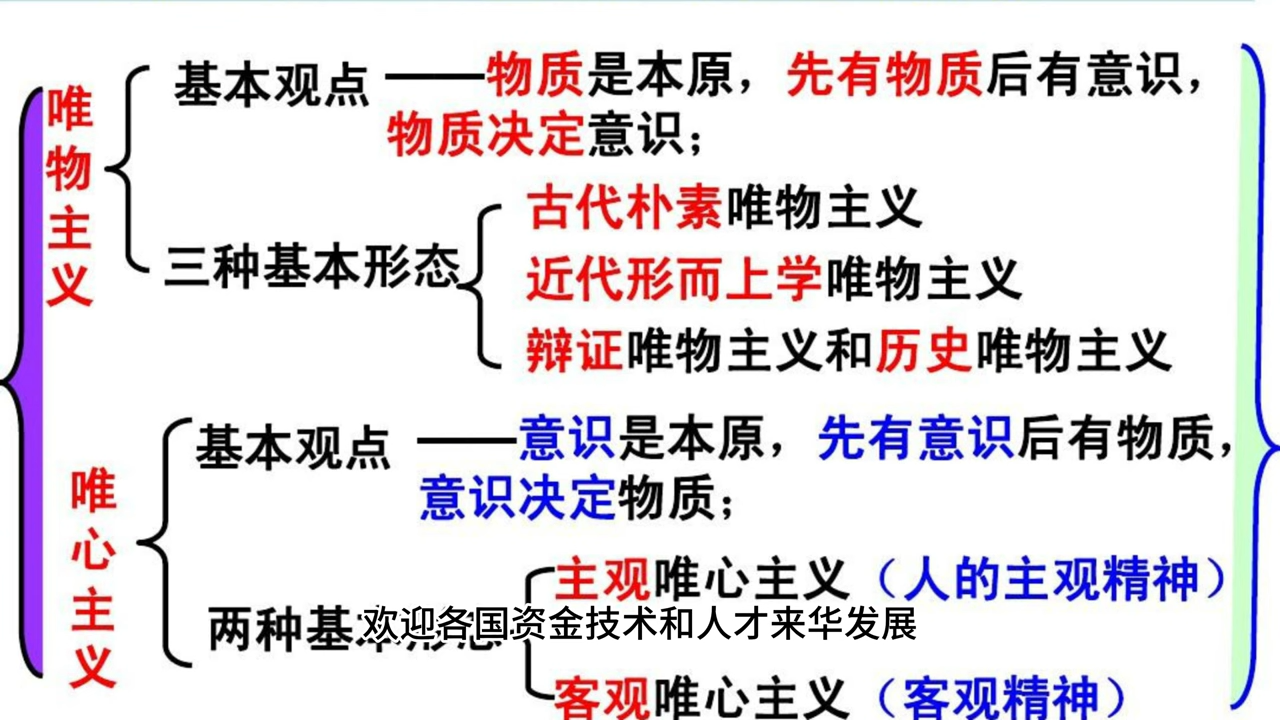 唯物主义
基本观点 ——物质是本原，先有物质后有意识，
物质决定意识；
三种基本形态
古代朴素唯物主义
近代形而上学唯物主义
辩证唯物主义和历史唯物主义
唯心主义
基本观点 ——意识是本原，先有意识后有物质，
意识决定物质；
两种基本形态
主观唯心主义（人的主观精神）
欢迎各国资金技术和人才来华发展
客观唯心主义（客观精神）